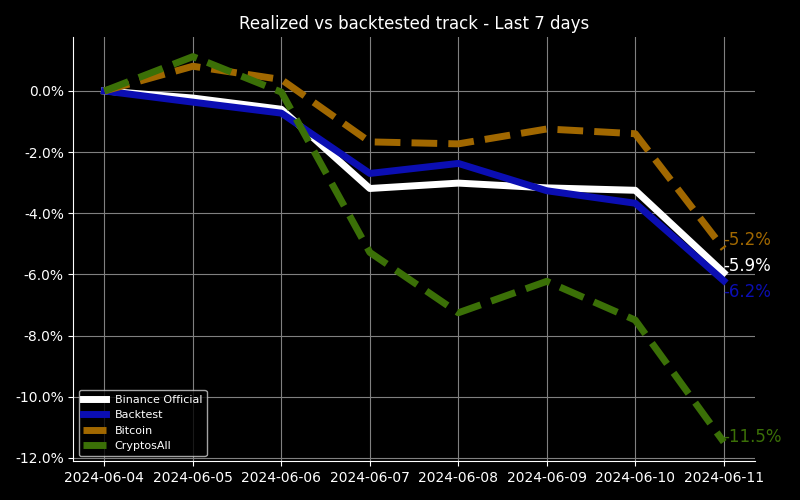 Realized vs backtested track - Last 7 days
0.0%
-2.0%
-4.0%
-6.0%
-8.0%
-10.0%
-12.0%
-5.2%
-5.9%
-6.2%
-11.5%
Binance Official
Backtest
Bitcoin
CryptosAll
2024-06-04 2024-06-05 2024-06-06 2024-06-07 2024-06-08 2024-06-09 2024-06-10 2024-06-11